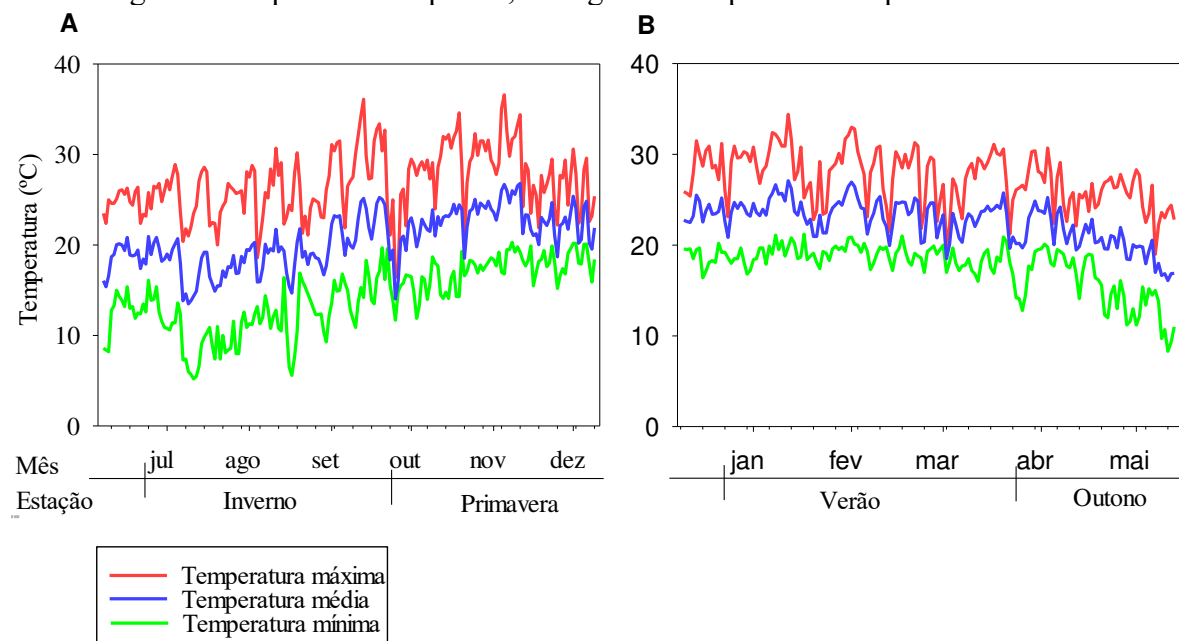 A
B
40
30
20
10
0
Temperatura (ºC)
40
30
20
10
0
Mês jul ago set out nov dez
jan fev mar abr mai
Estação Inverno Primavera
Verão Outono
Temperatura máxima
Temperatura média
Temperatura mínima